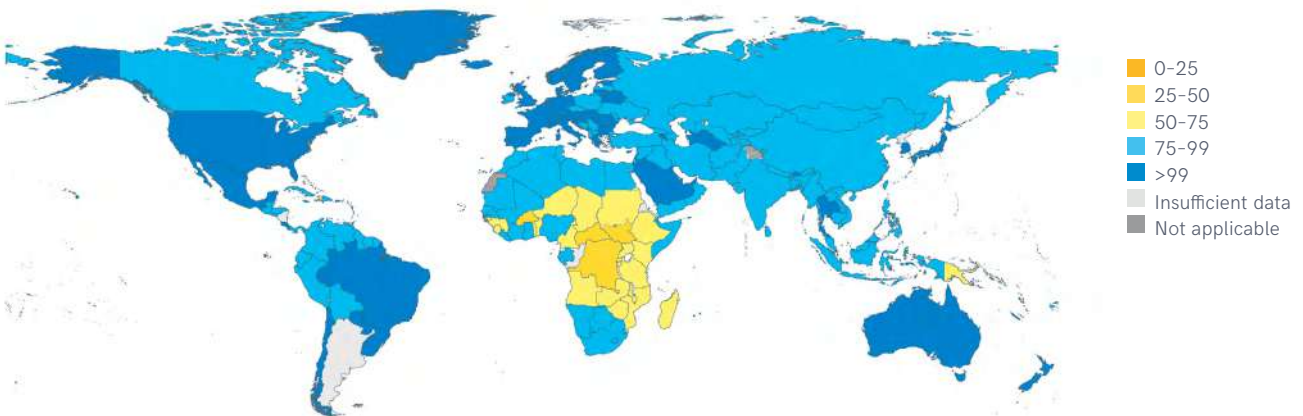 0-25
25-50
50-75
75-99
>99
Insufficient data
Not applicable